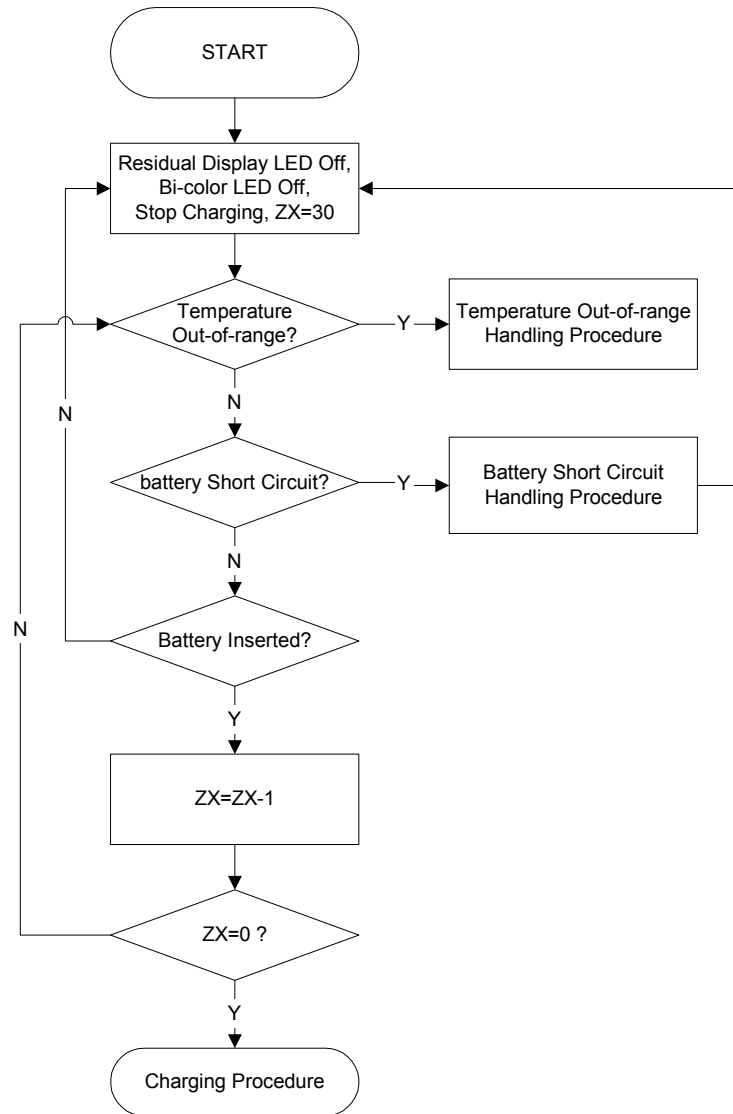 START
Residual Display LED Off,
Bi-color LED Off,
Stop Charging, ZX=30
Temperature
Out-of-range?
Y
Temperature Out-of-range
Handling Procedure
N
N
battery Short Circuit?
Y
Battery Short Circuit
Handling Procedure
N
N
Battery Inserted?
Y
ZX=ZX-1
ZX=0 ?
Y
Charging Procedure